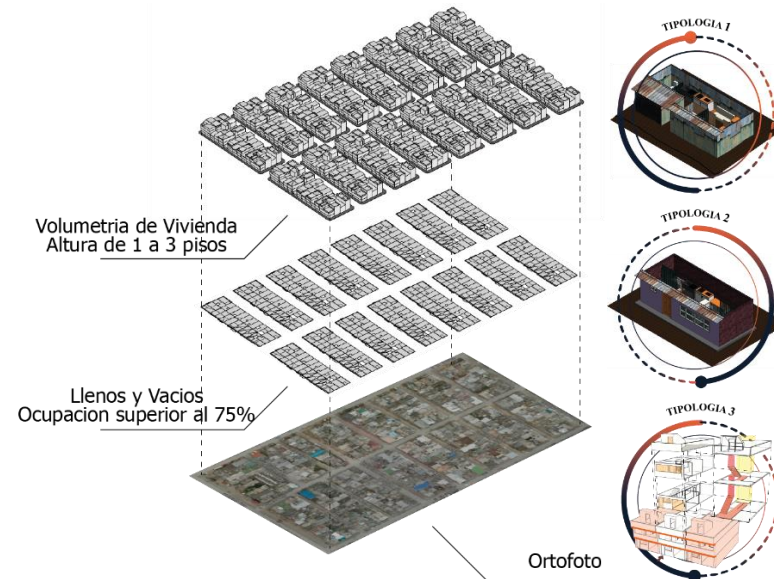 TIPOLOGIA 1
Volumetria de Vivienda
Altura de 1 a 3 pisos
TIPOLOGIA 2
Llenos y Vacios
Ocupacion superior al 75%
TIPOLOGIA 3
Ortofoto